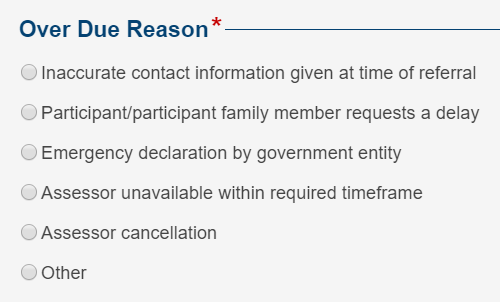 Over Due Reason*
Inaccurate contact information given at time of referral
Participant/participant family member requests a delay
Emergency declaration by government entity
Assessor unavailable within required timeframe
Assessor cancellation
Other